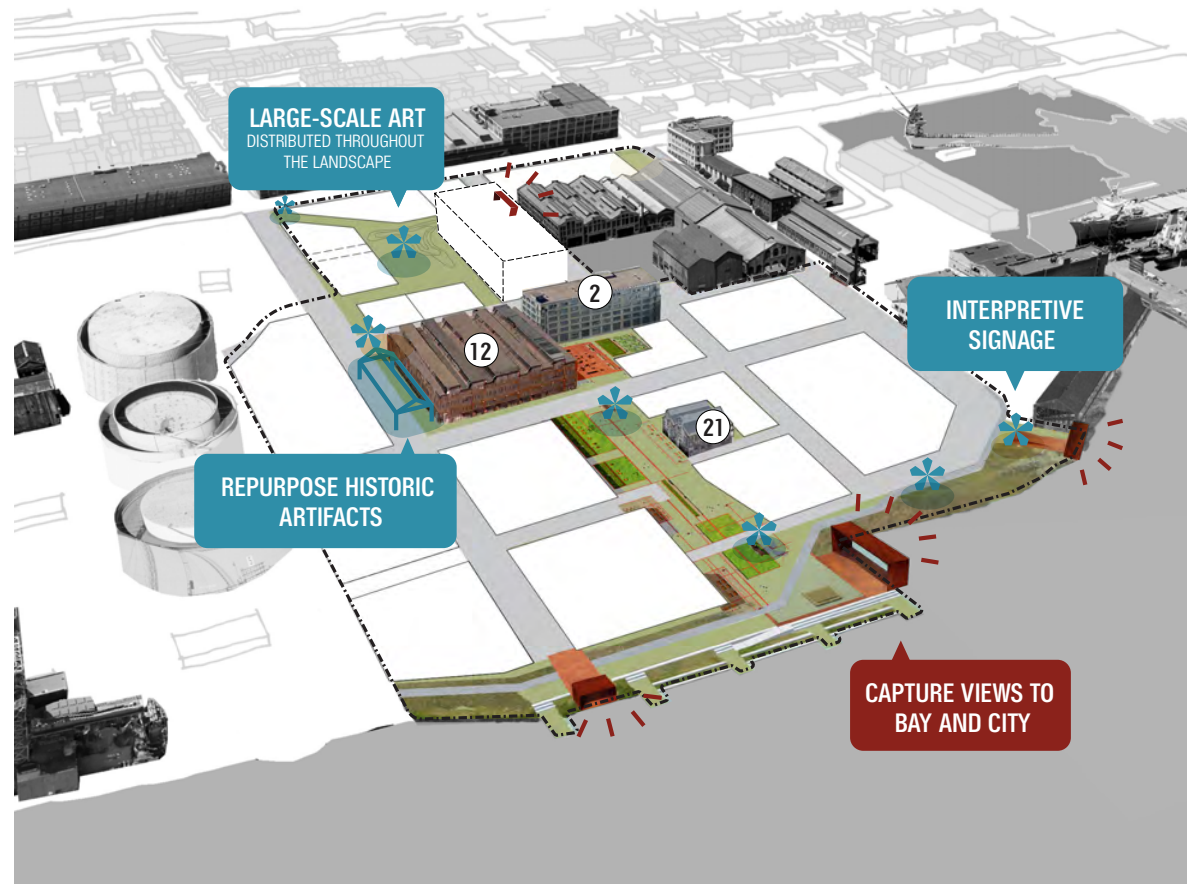 LARGE-SCALE ART
DISTRIBUTED THROUGHOUT
THE LANDSCAPE
2
INTERPRETIVE
SIGNAGE
12
21
REPURPOSE HISTORIC
ARTIFACTS
CAPTURE VIEWS TO
BAY AND CITY